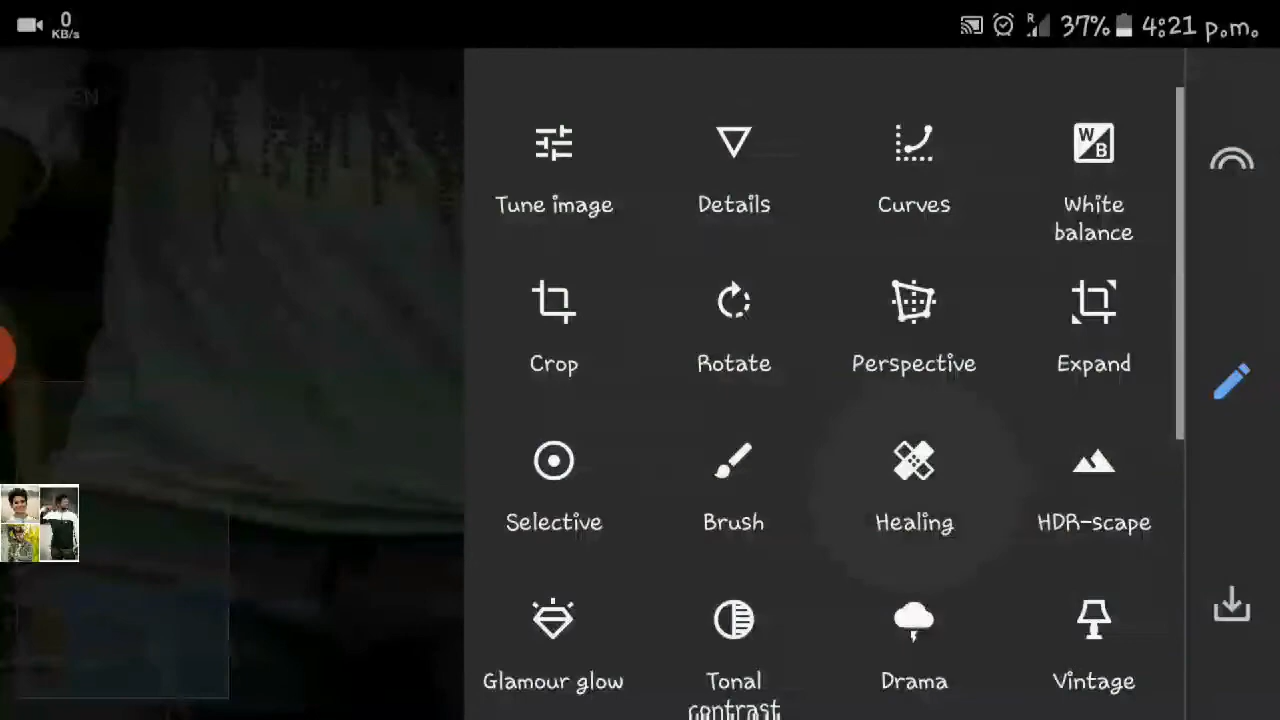 0
KB/s
R 37% 4:21 p.m.
EN
Tune image
Details
Curves
W
B
White
balance
Crop
Rotate
Perspective
Expand
Selective
Brush
Healing
HDR-scape
Glamour glow
Tonal
contrast
Drama
Vintage